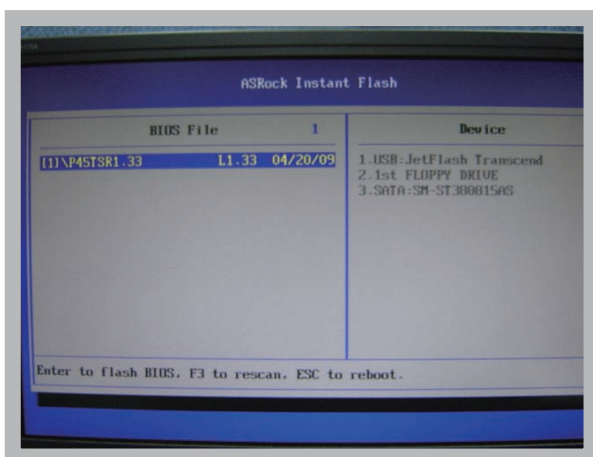 ASRock Instant Flash
BIOS File 1 Device
[1]\P45TSR1.33 L1.33 04/20/09
1.USB:JetFlash Transcend
2.1st FLOPPY DRIVE
3.SATA:SM-ST380815AS
Enter to flash BIOS, F3 to rescan, ESC to reboot.